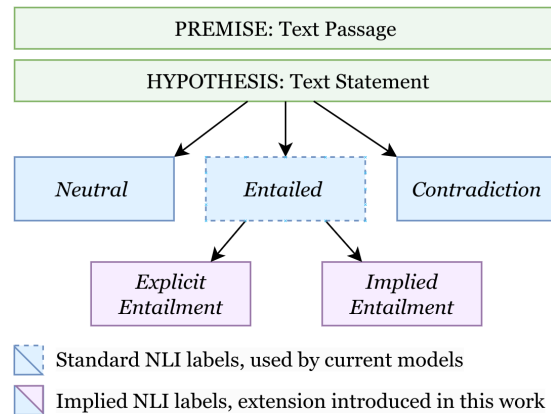 PREMISE: Text Passage
HYPOTHESIS: Text Statement
Neutral
Entailed
Contradiction
Explicit
Entailment
Implied
Entailment
Standard NLI labels, used by current models
Implied NLI labels, extension introduced in this work